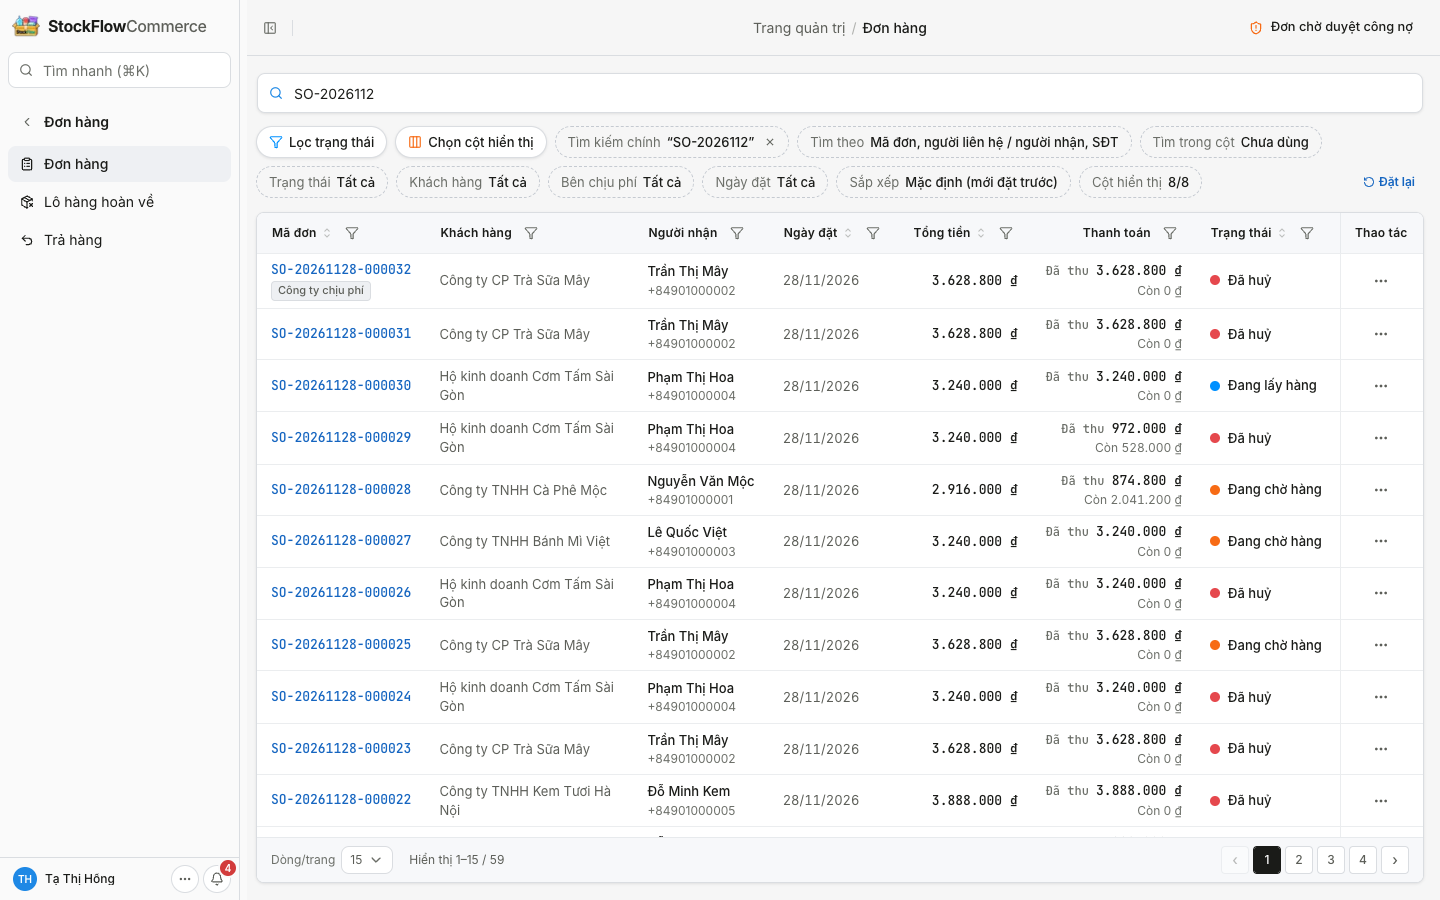 StockFlowCommerce
Tìm nhanh (⌘K)
Đơn hàng
Đơn hàng
Lô hàng hoàn về
Trả hàng
TH
Tạ Thị Hồng
4
Trang quản trị / Đơn hàng
Đơn chờ duyệt công nợ
SO-2026112
Lọc trạng thái
Chọn cột hiển thị
Tìm kiếm chính “SO-2026112” ×
Tìm theo Mã đơn, người liên hệ / người nhận, SĐT
Tìm trong cột Chưa dùng
Trạng thái Tất cả
Khách hàng Tất cả
Bên chịu phí Tất cả
Ngày đặt Tất cả
Sắp xếp Mặc định (mới đặt trước)
Cột hiển thị 8/8
Đặt lại
Mã đơn Khách hàng Người nhận Ngày đặt Tổng tiền Thanh toán Trạng thái Thao tác
SO-20261128-000032
Công ty chịu phí
Công ty CP Trà Sữa Mây
Trần Thị Mây
+84901000002
28/11/2026
3.628.800 ₫
Đã thu 3.628.800 ₫
Còn 0 ₫
Đã huỷ
SO-20261128-000031
Công ty CP Trà Sữa Mây
Trần Thị Mây
+84901000002
28/11/2026
3.628.800 ₫
Đã thu 3.628.800 ₫
Còn 0 ₫
Đã huỷ
SO-20261128-000030
Hộ kinh doanh Cơm Tấm Sài
Gòn
Phạm Thị Hoa
+84901000004
28/11/2026
3.240.000 ₫
Đã thu 3.240.000 ₫
Còn 0 ₫
Đang lấy hàng
SO-20261128-000029
Hộ kinh doanh Cơm Tấm Sài
Gòn
Phạm Thị Hoa
+84901000004
28/11/2026
3.240.000 ₫
Đã thu 972.000 ₫
Còn 528.000 ₫
Đã huỷ
SO-20261128-000028
Công ty TNHH Cà Phê Mộc
Nguyễn Văn Mộc
+84901000001
28/11/2026
2.916.000 ₫
Đã thu 874.800 ₫
Còn 2.041.200 ₫
Đang chờ hàng
SO-20261128-000027
Công ty TNHH Bánh Mì Việt
Lê Quốc Việt
+84901000003
28/11/2026
3.240.000 ₫
Đã thu 3.240.000 ₫
Còn 0 ₫
Đang chờ hàng
SO-20261128-000026
Hộ kinh doanh Cơm Tấm Sài
Gòn
Phạm Thị Hoa
+84901000004
28/11/2026
3.240.000 ₫
Đã thu 3.240.000 ₫
Còn 0 ₫
Đã huỷ
SO-20261128-000025
Công ty CP Trà Sữa Mây
Trần Thị Mây
+84901000002
28/11/2026
3.628.800 ₫
Đã thu 3.628.800 ₫
Còn 0 ₫
Đang chờ hàng
SO-20261128-000024
Hộ kinh doanh Cơm Tấm Sài
Gòn
Phạm Thị Hoa
+84901000004
28/11/2026
3.240.000 ₫
Đã thu 3.240.000 ₫
Còn 0 ₫
Đã huỷ
SO-20261128-000023
Công ty CP Trà Sữa Mây
Trần Thị Mây
+84901000002
28/11/2026
3.628.800 ₫
Đã thu 3.628.800 ₫
Còn 0 ₫
Đã huỷ
SO-20261128-000022
Công ty TNHH Kem Tươi Hà
Nội
Đỗ Minh Kem
+84901000005
28/11/2026
3.888.000 ₫
Đã thu 3.888.000 ₫
Còn 0 ₫
Đã huỷ
Dòng/trang 15 Hiển thị 1–15 / 59
‹ 1 2 3 4 ›